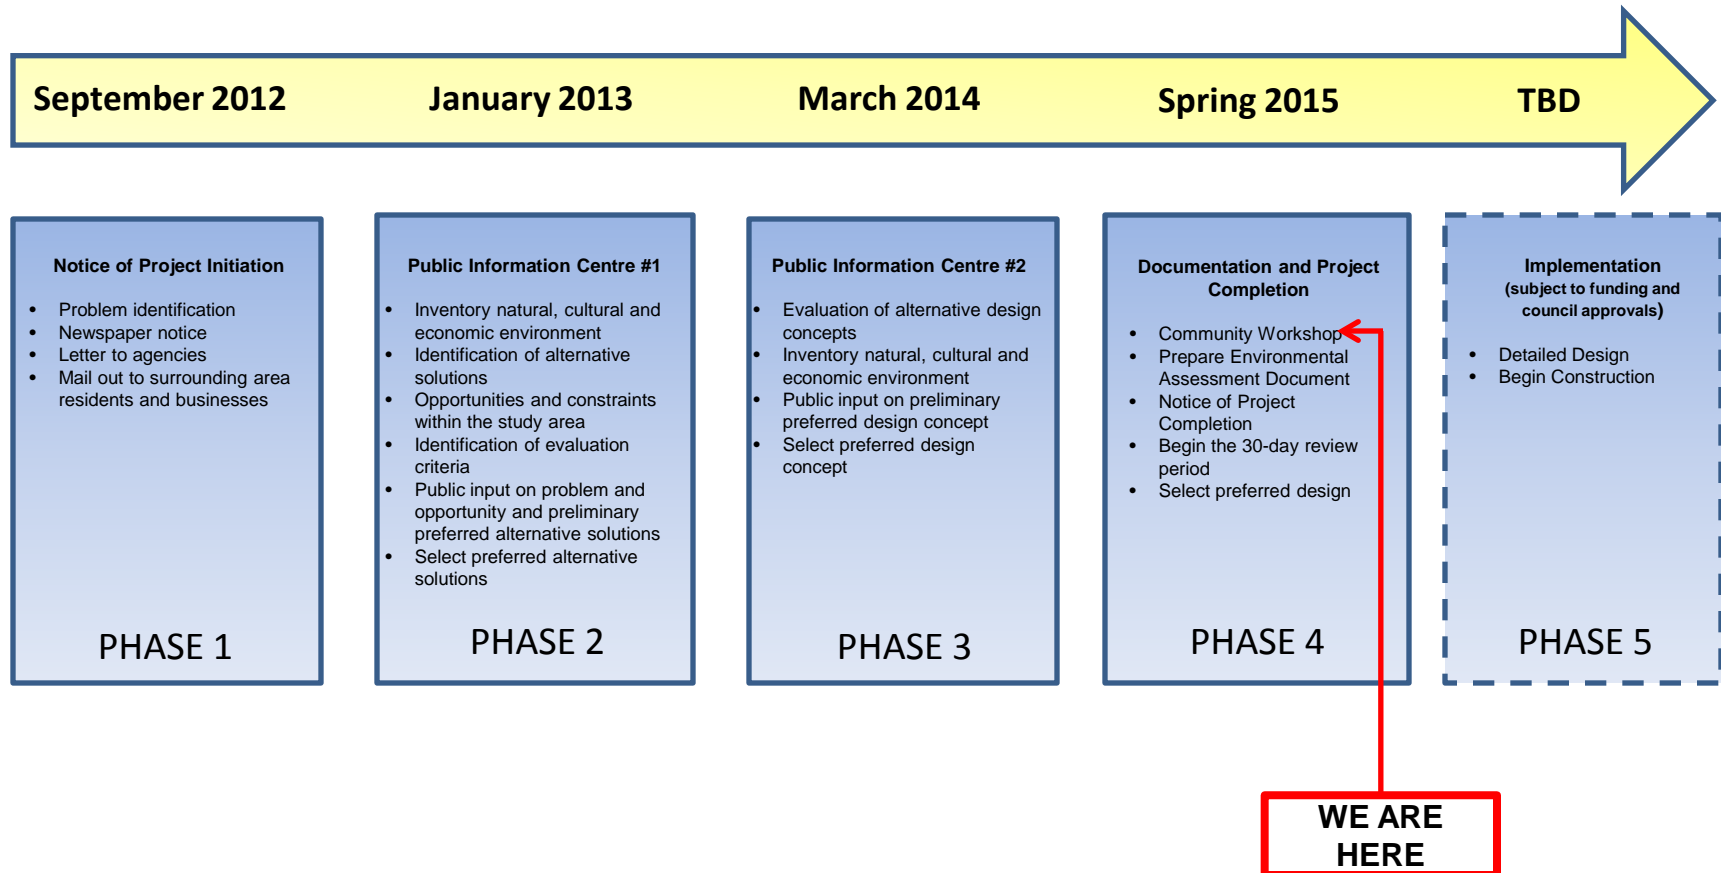 September 2012
January 2013
March 2014
Spring 2015
TBD
Notice of Project Initiation
• Problem identification
• Newspaper notice
• Letter to agencies
• Mail out to surrounding area
residents and businesses
PHASE 1
Public Information Centre #1
• Inventory natural, cultural and
economic environment
• Identification of alternative
solutions
• Opportunities and constraints
within the study area
• Identification of evaluation
criteria
• Public input on problem and
opportunity and preliminary
preferred alternative solutions
• Select preferred alternative
solutions
PHASE 2
Public Information Centre #2
• Evaluation of alternative design
concepts
• Inventory natural, cultural and
economic environment
• Public input on preliminary
preferred design concept
• Select preferred design
concept
PHASE 3
Documentation and Project
Completion
• Community Workshop
• Prepare Environmental
Assessment Document
• Notice of Project
Completion
• Begin the 30-day review
period
• Select preferred design
PHASE 4
Implementation
(subject to funding and
council approvals)
• Detailed Design
• Begin Construction
PHASE 5
WE ARE
HERE